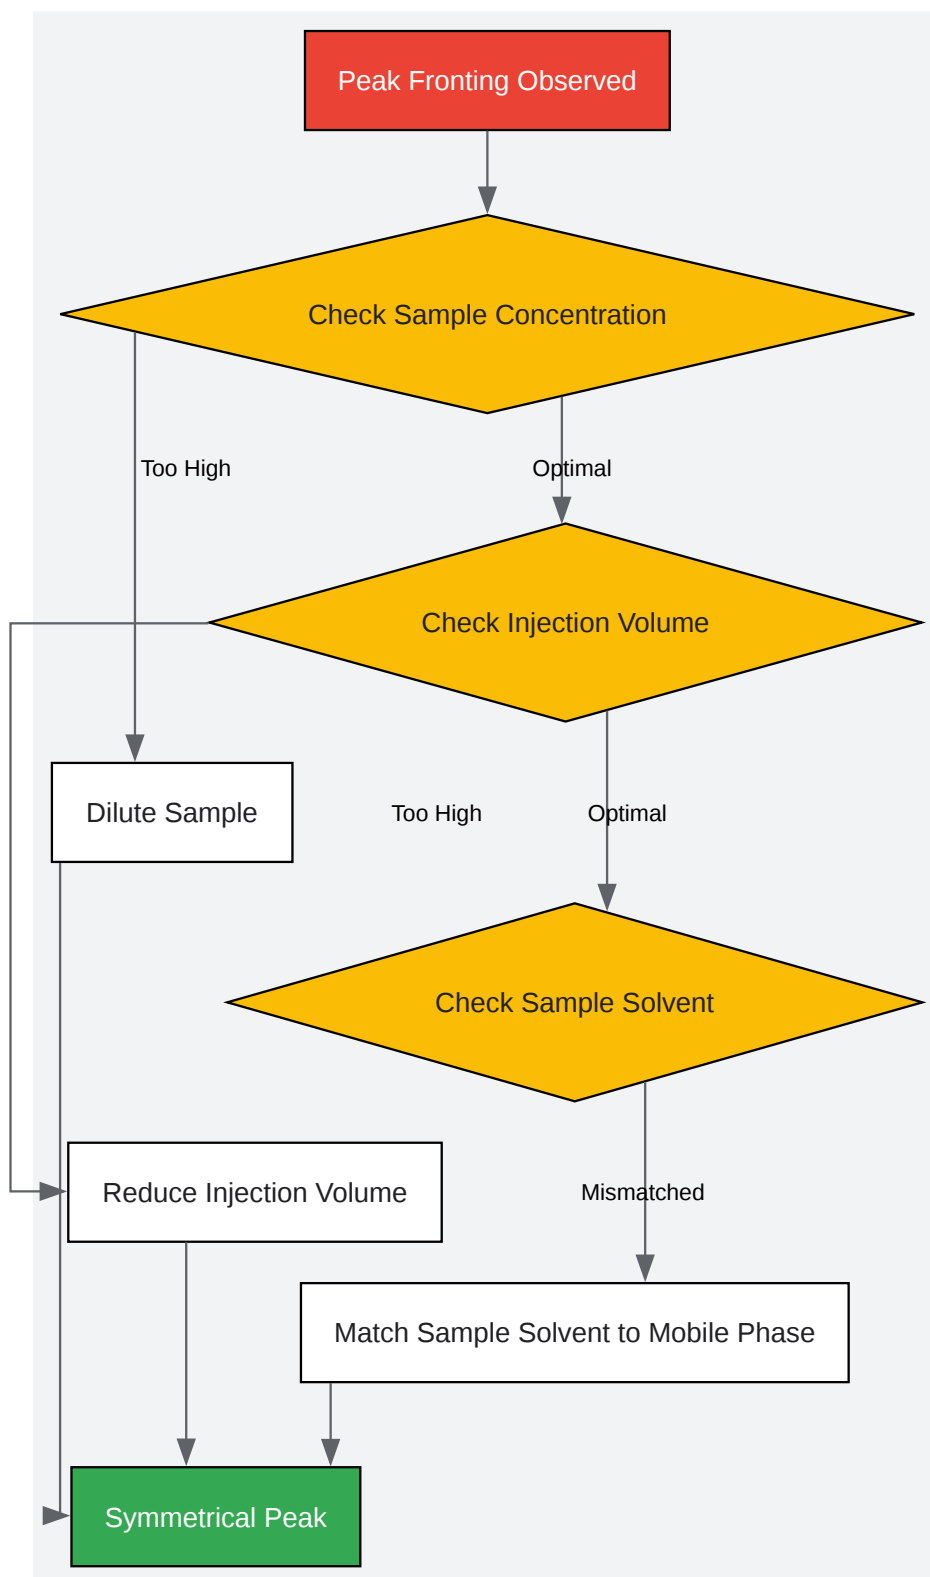 Peak Fronting Observed
Check Sample Concentration
Too High
Optimal
Check Injection Volume
Dilute Sample
Too High
Optimal
Check Sample Solvent
Reduce Injection Volume
Mismatched
Match Sample Solvent to Mobile Phase
Symmetrical Peak